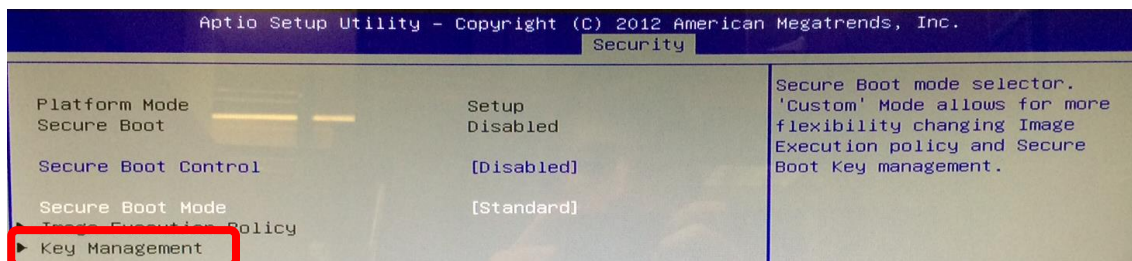 Aptio Setup Utility – Copyright (C) 2012 American Megatrends, Inc.
Security
Platform Mode Setup
Secure Boot Disabled
Secure Boot Control [Disabled]
Secure Boot Mode [Standard]
Image Execution Policy
Key Management
Secure Boot mode selector.
'Custom' Mode allows for more
flexibility changing Image
Execution policy and Secure
Boot Key management.